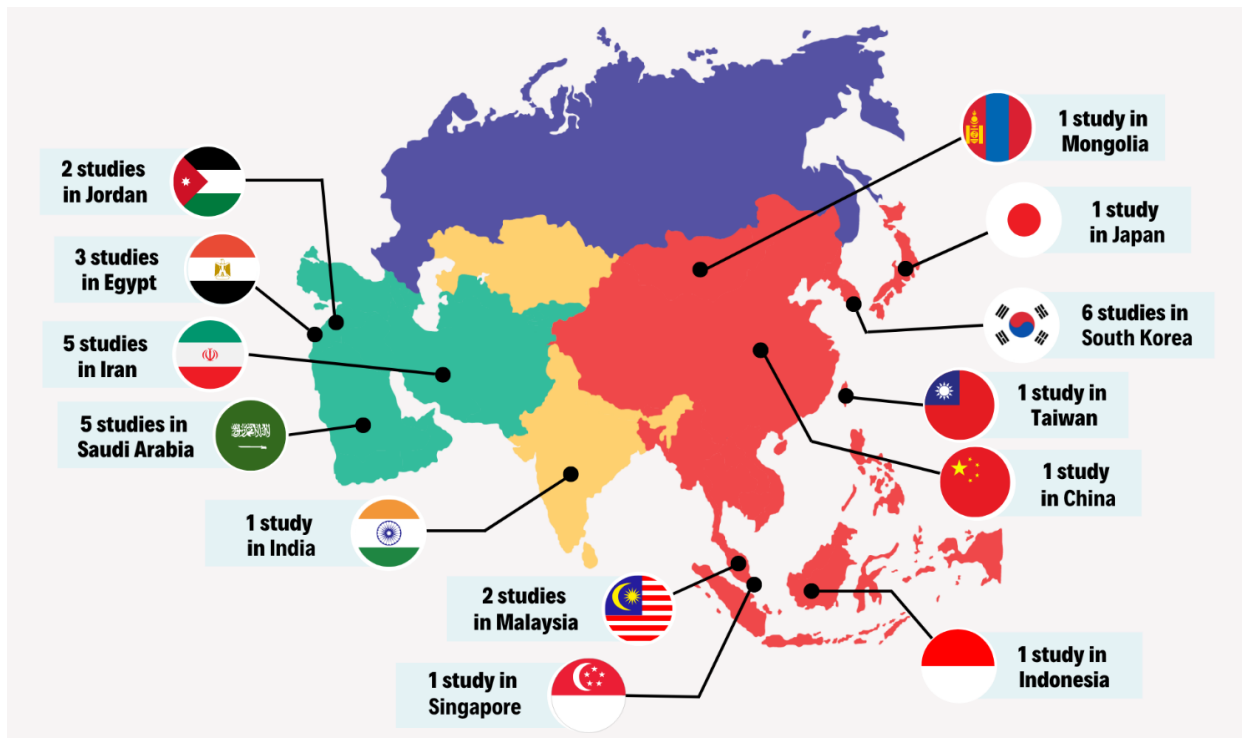 2 studies
in Jordan
3 studies
in Egypt
5 studies
in Iran
5 studies in
Saudi Arabia
1 study
in India
2 studies
in Malaysia
1 study in
Singapore
1 study in
Mongolia
1 study
in Japan
6 studies in
South Korea
1 study in
Taiwan
1 study
in China
1 study in
Indonesia